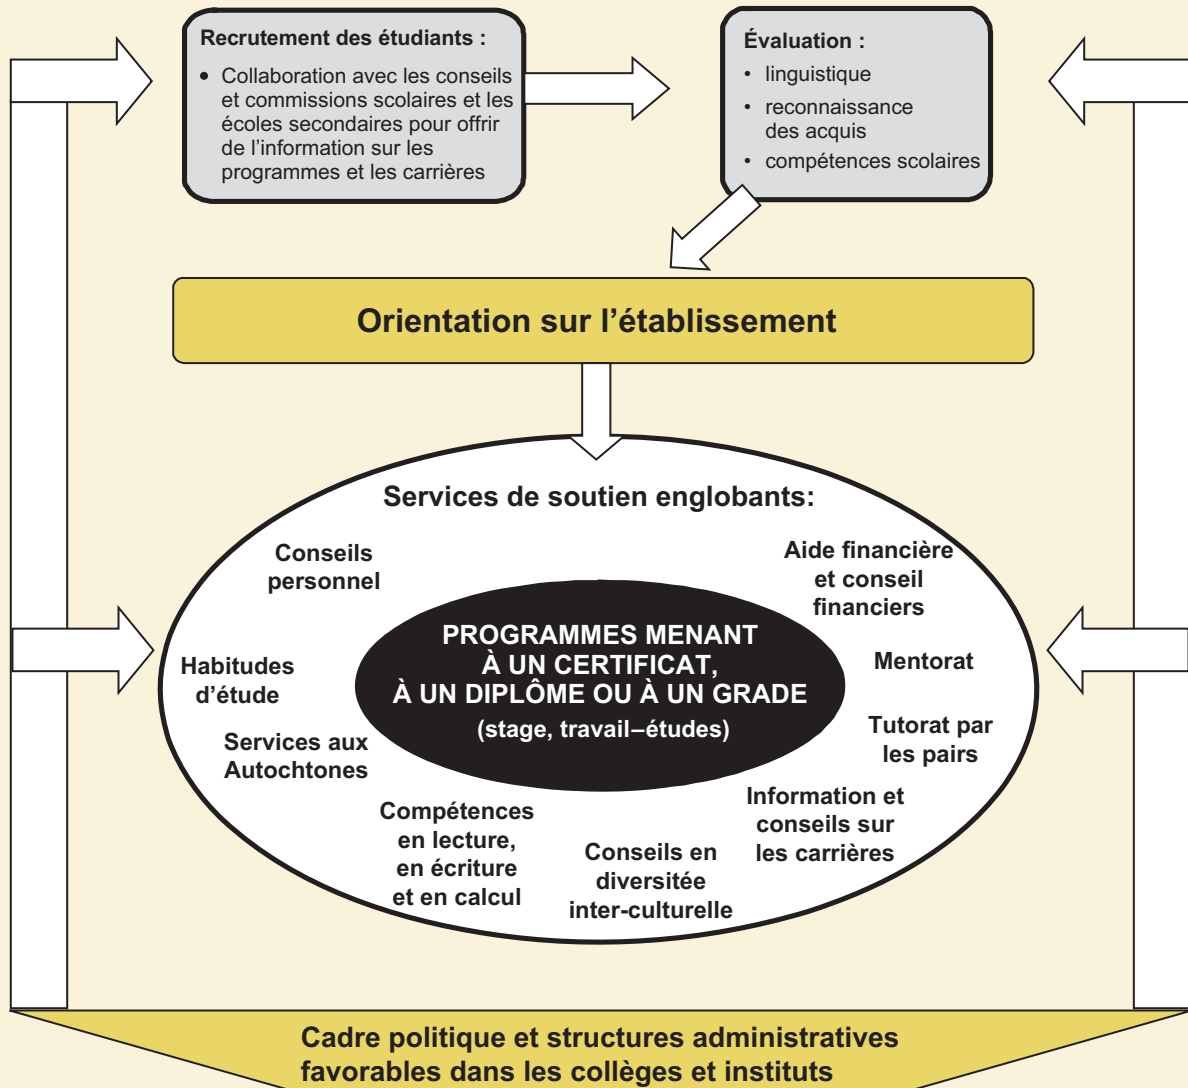 Recrutement des étudiants :
• Collaboration avec les conseils
et commissions scolaires et les
écoles secondaires pour offrir
de l'information sur les
programmes et les carrières
Évaluation :
• linguistique
• reconnaissance
des acquis
• compétences scolaires
Orientation sur l'établissement
Services de soutien englobants:
Conseils
personnel
Aide financière
et conseil
financiers
PROGRAMMES MENANT
À UN CERTIFICAT,
À UN DIPLÔME OU À UN GRADE
(stage, travail–études)
Habitudes
d'étude
Mentorat
Services aux
Autochtones
Tutorat par
les pairs
Compétences
en lecture,
en écriture
et en calcul
Conseils en
diversitée
inter-culturelle
Information et
conseils sur
les carrières
Cadre politique et structures administratives
favorables dans les collèges et instituts